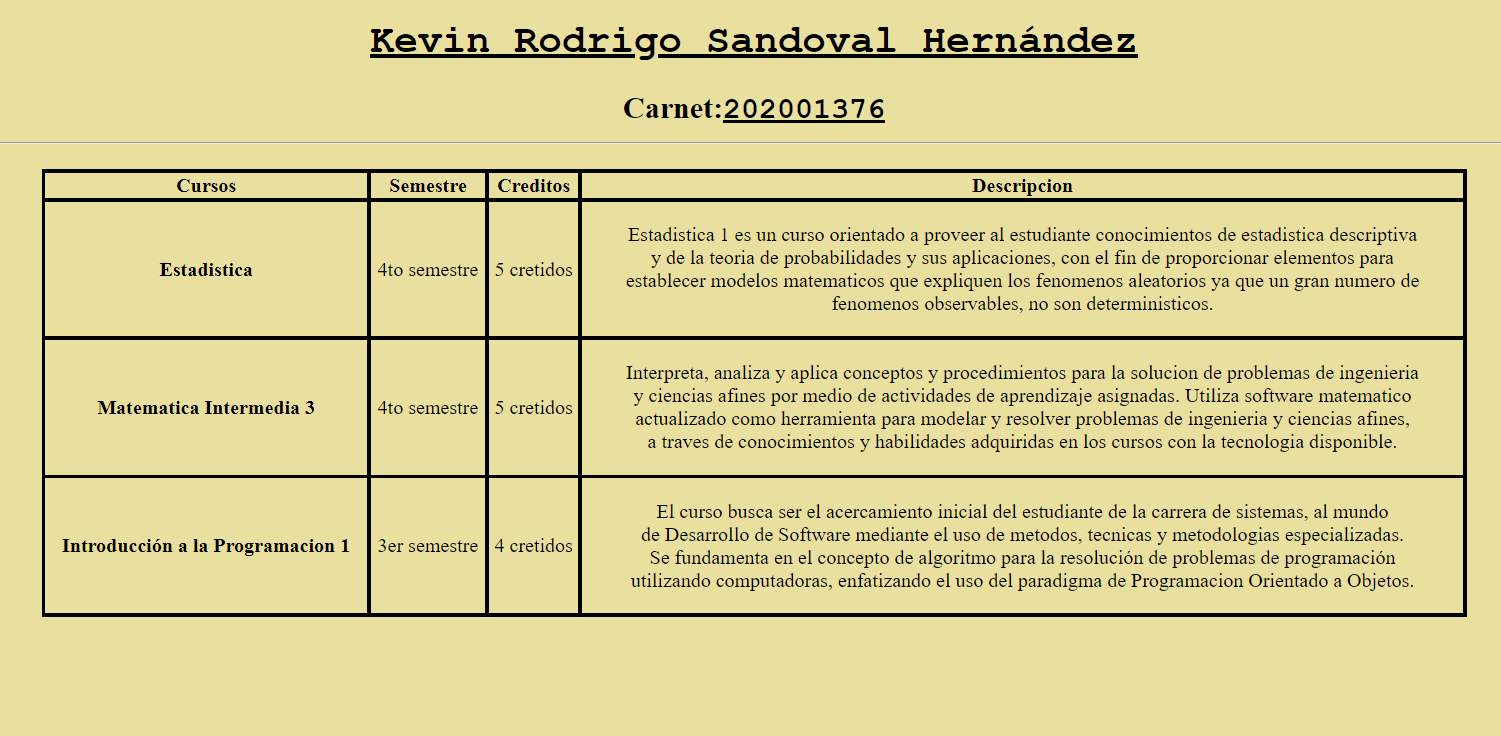 Kevin Rodrigo Sandoval Hernández
Carnet:202001376
Cursos Semestre Creditos Descripcion
Estadistica 4to semestre 5 cretidos
Estadistica 1 es un curso orientado a proveer al estudiante conocimientos de estadistica descriptiva
y de la teoria de probabilidades y sus aplicaciones, con el fin de proporcionar elementos para
establecer modelos matematicos que expliquen los fenomenos aleatorios ya que un gran numero de
fenomenos observables, no son deterministicos.
Matematica Intermedia 3 4to semestre 5 cretidos
Interpreta, analiza y aplica conceptos y procedimientos para la solucion de problemas de ingenieria
y ciencias afines por medio de actividades de aprendizaje asignadas. Utiliza software matematico
actualizado como herramienta para modelar y resolver problemas de ingenieria y ciencias afines,
a traves de conocimientos y habilidades adquiridas en los cursos con la tecnologia disponible.
Introducción a la Programacion 1 3er semestre 4 cretidos
El curso busca ser el acercamiento inicial del estudiante de la carrera de sistemas, al mundo
de Desarrollo de Software mediante el uso de metodos, tecnicas y metodologias especializadas.
Se fundamenta en el concepto de algoritmo para la resolución de problemas de programación
utilizando computadoras, enfatizando el uso del paradigma de Programacion Orientado a Objetos.